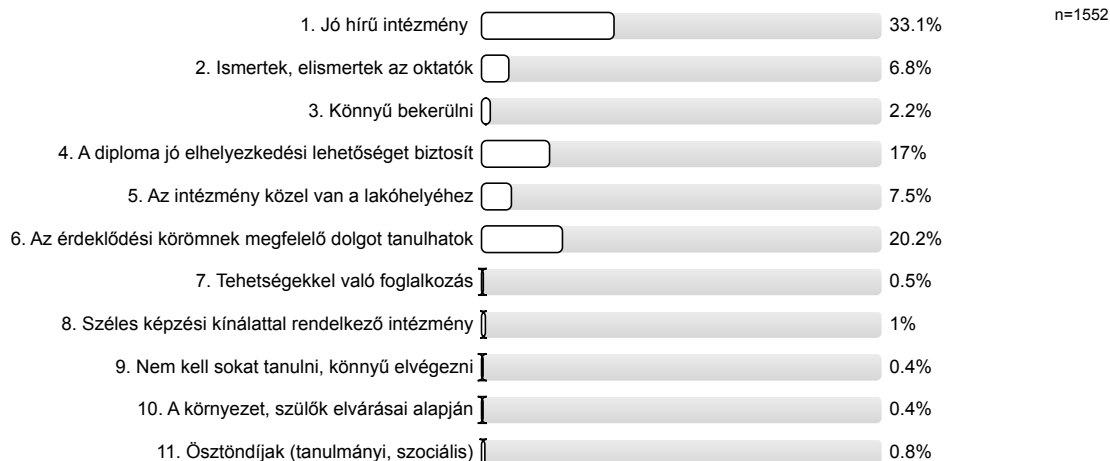 n=1552
1. Jó hírű intézmény 33.1%
2. Ismertek, elismertek az oktatók 6.8%
3. Könnyű bekerülni 2.2%
4. A diploma jó elhelyezkedési lehetőséget biztosít 17%
5. Az intézmény közel van a lakóhelyéhez 7.5%
6. Az érdeklődési körömnek megfelelő dolgot tanulhatok 20.2%
7. Tehetségekkel való foglalkozás 0.5%
8. Széles képzési kínálattal rendelkező intézmény 1%
9. Nem kell sokat tanulni, könnyű elvégezni 0.4%
10. A környezet, szülők elvárásai alapján 0.4%
11. Ösztöndíjak (tanulmányi, szociális) 0.8%